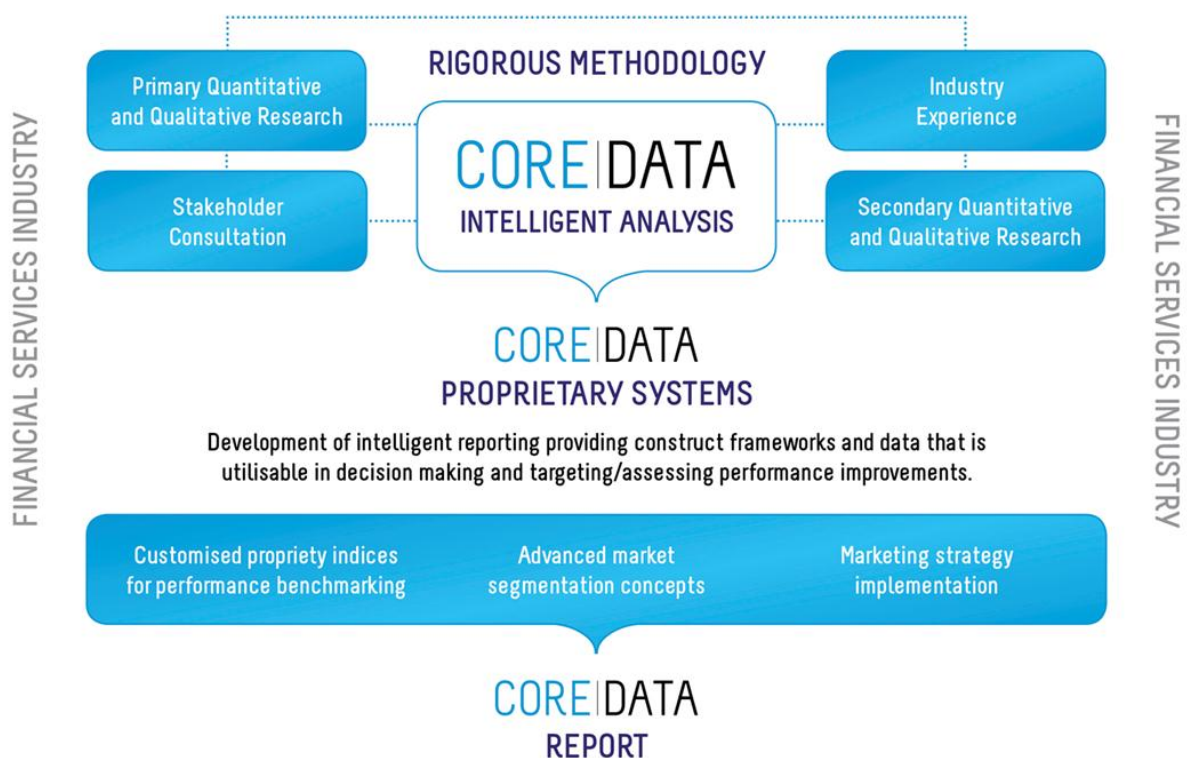 FINANCIAL SERVICES INDUSTRY
RIGOROUS METHODOLOGY
Primary Quantitative
and Qualitative Research
Stakeholder
Consultation
CORE|DATA
INTELLIGENT ANALYSIS
Industry
Experience
Secondary Quantitative
and Qualitative Research
CORE|DATA
PROPRIETARY SYSTEMS
Development of intelligent reporting providing construct frameworks and data that is
utilisable in decision making and targeting/assessing performance improvements.
Customised propriety indices
for performance benchmarking
Advanced market
segmentation concepts
Marketing strategy
implementation
CORE|DATA
REPORT
FINANCIAL SERVICES INDUSTRY